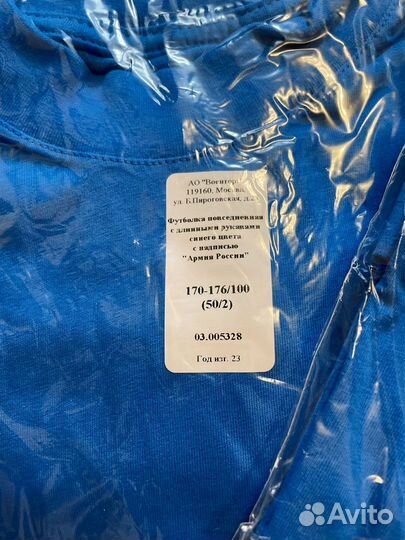 АО "Военторг"
119160, Москва,
ул. Б.Пироговская, д.23
Футболка повседневная
с длинными рукавами
синего цвета
с надписью
"Армия России"
170-176/100
(50/2)
03.005328
Год изг. 23
Avito